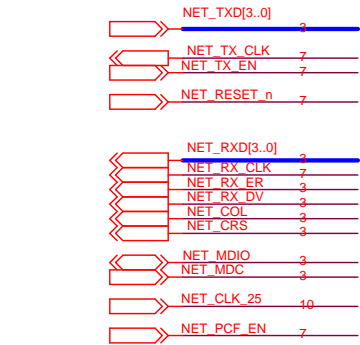 NET_TXD[3..0] 3
NET_TX_CLK 7
NET_TX_EN 7
NET_RESET_n 7
NET_RXD[3..0] 3
NET_RX_CLK 7
NET_RX_ER 3
NET_RX_DV 3
NET_COL 3
NET_CRS 3
NET_MDIO 3
NET_MDC 3
NET_CLK_25 10
NET_PCF_EN 7